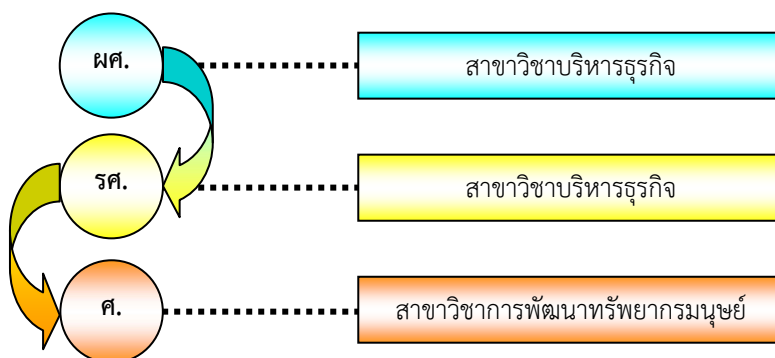 ผศ.
สาขาวิชาบริหารธุรกิจ
รศ.
สาขาวิชาบริหารธุรกิจ
ศ.
สาขาวิชาการพัฒนาทรัพยากรมนุษย์